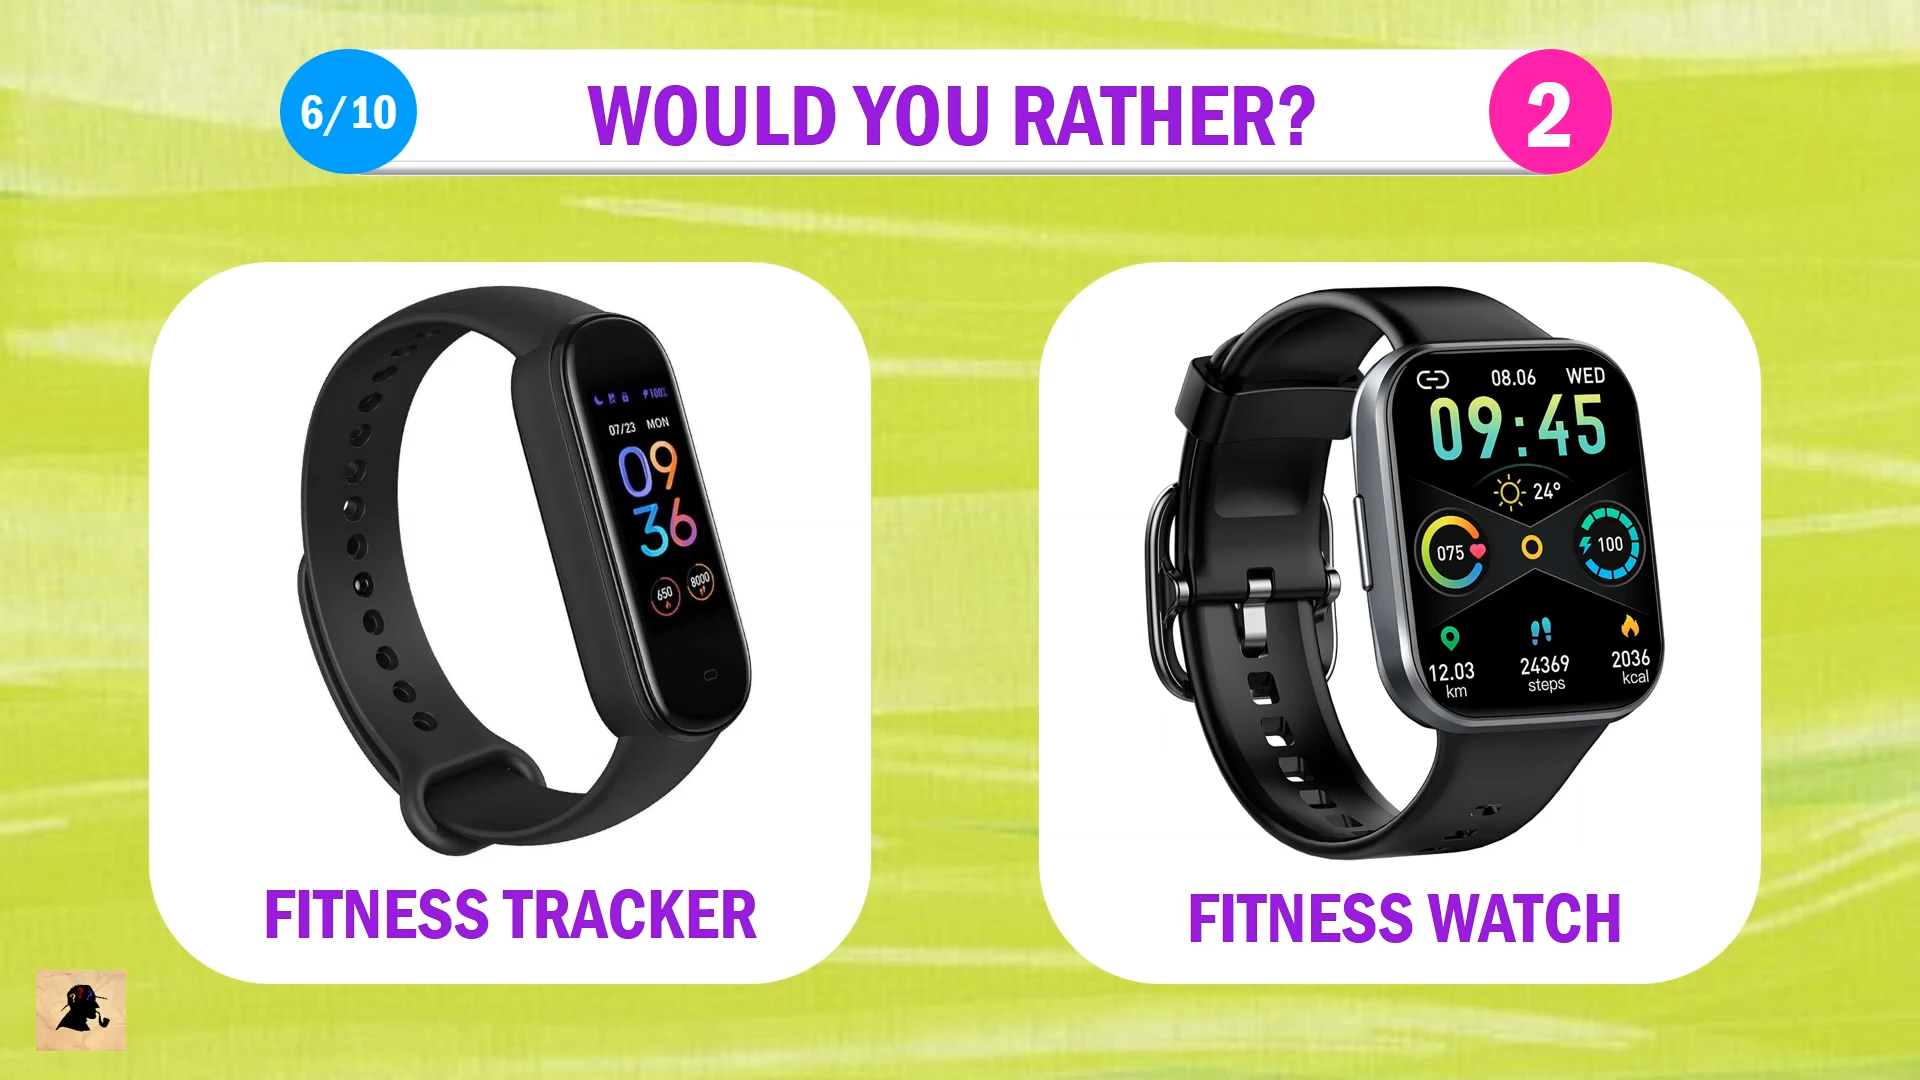 6/10
WOULD YOU RATHER?
2
100%
07/23 MON
09
36
650
8000
FITNESS TRACKER
08.06 WED
09:45
24°
075
100
12.03
km
24369
steps
2036
kcal
FITNESS WATCH
? ? ?